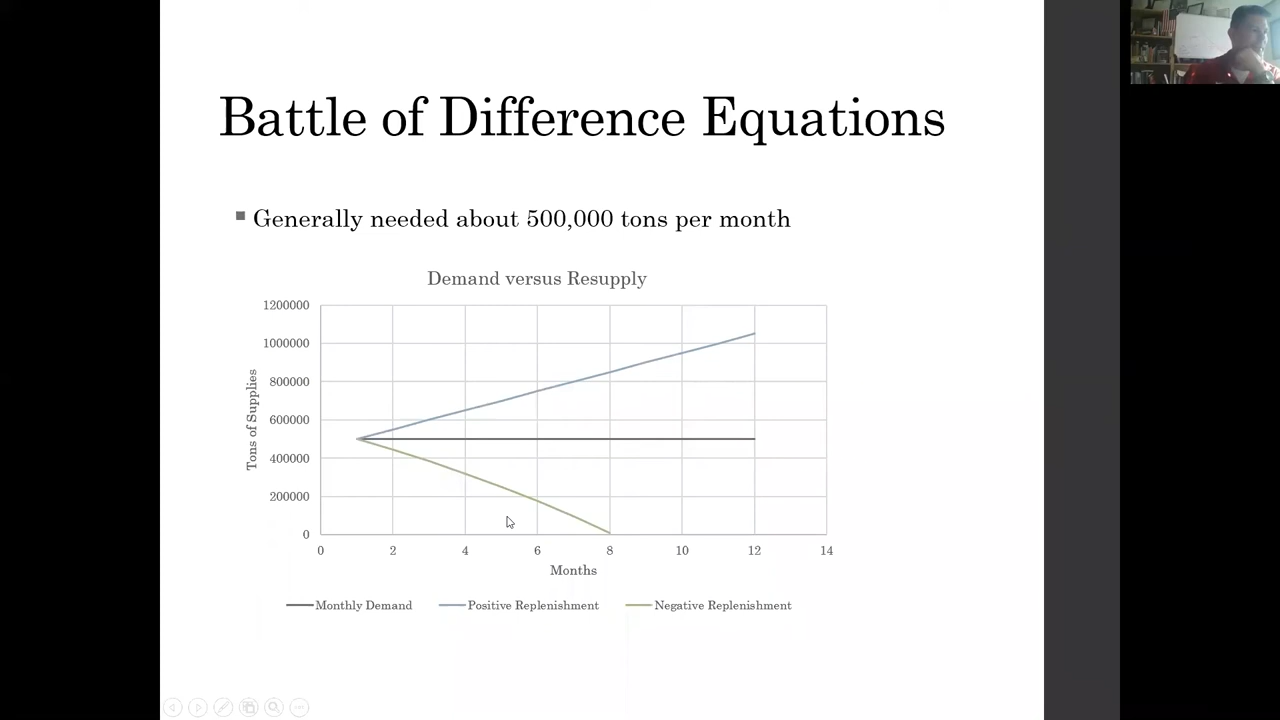 Battle of Difference Equations
Generally needed about 500,000 tons per month
Demand versus Resupply
1200000
1000000
800000
600000
400000
200000
0
Tons of Supplies
0 2 4 6 8 10 12 14
Months
Monthly Demand Positive Replenishment Negative Replenishment